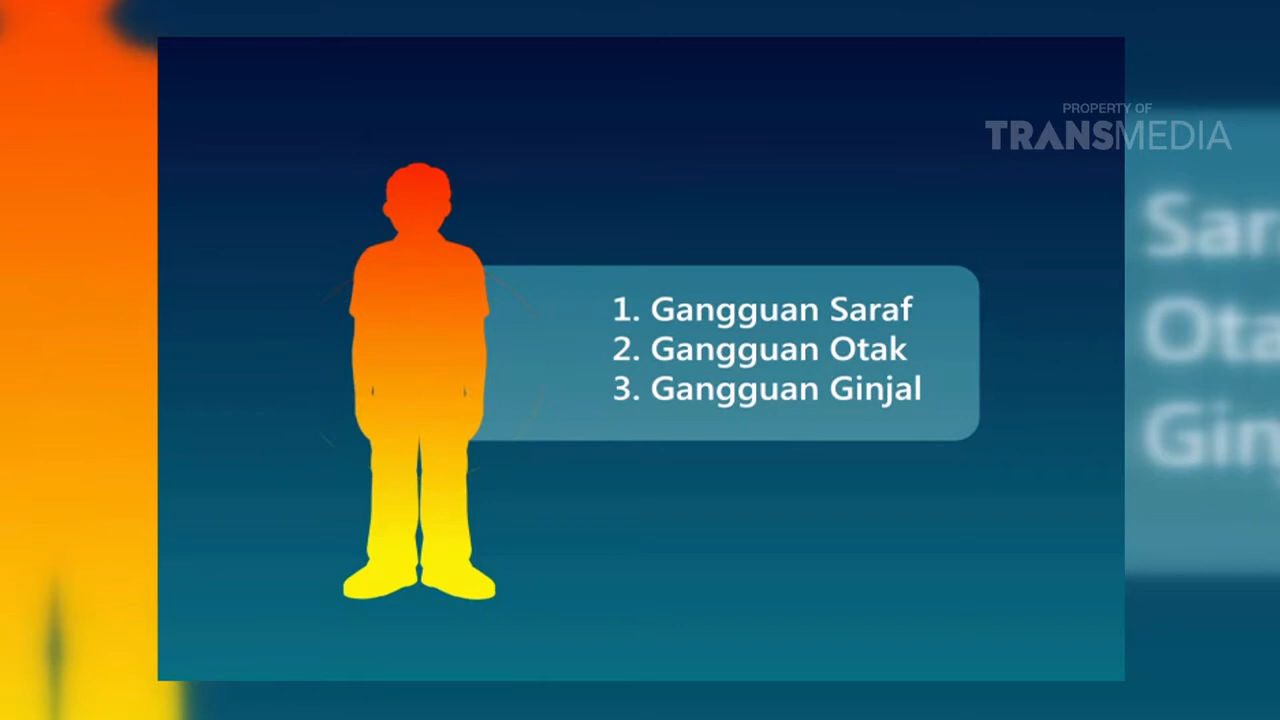 PROPERTY OF
TRANSMEDIA
1. Gangguan Saraf
2. Gangguan Otak
3. Gangguan Ginjal